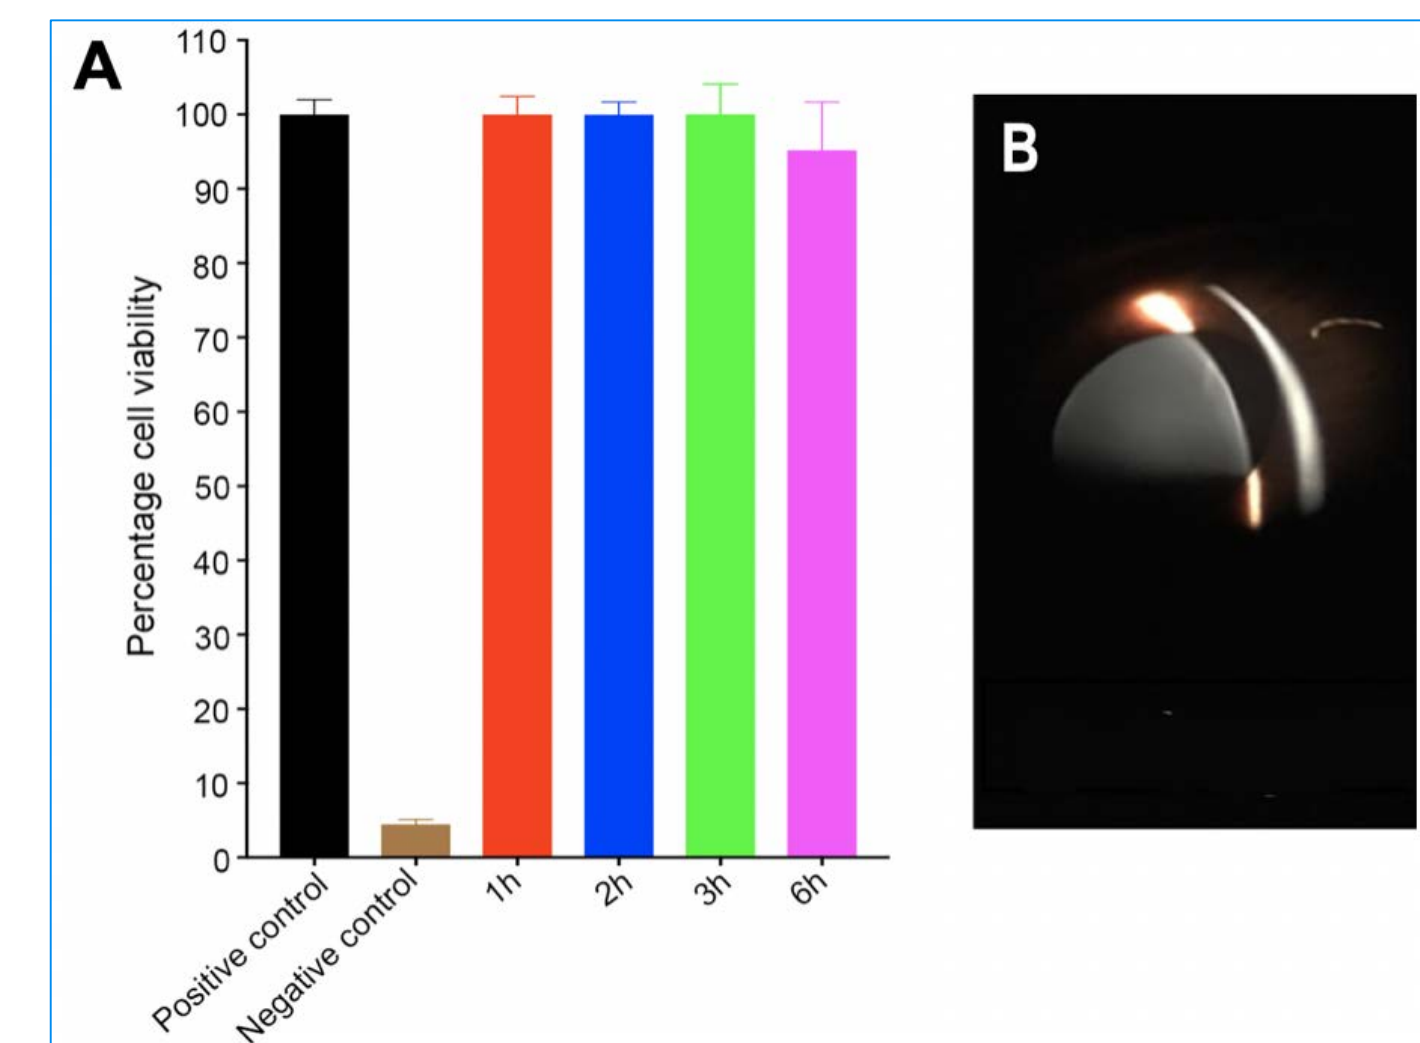 A
110
100
90
80
70
60
50
40
30
20
10
0
Percentage cell viability
Positive control
Negative control
1h
2h
3h
6h
B